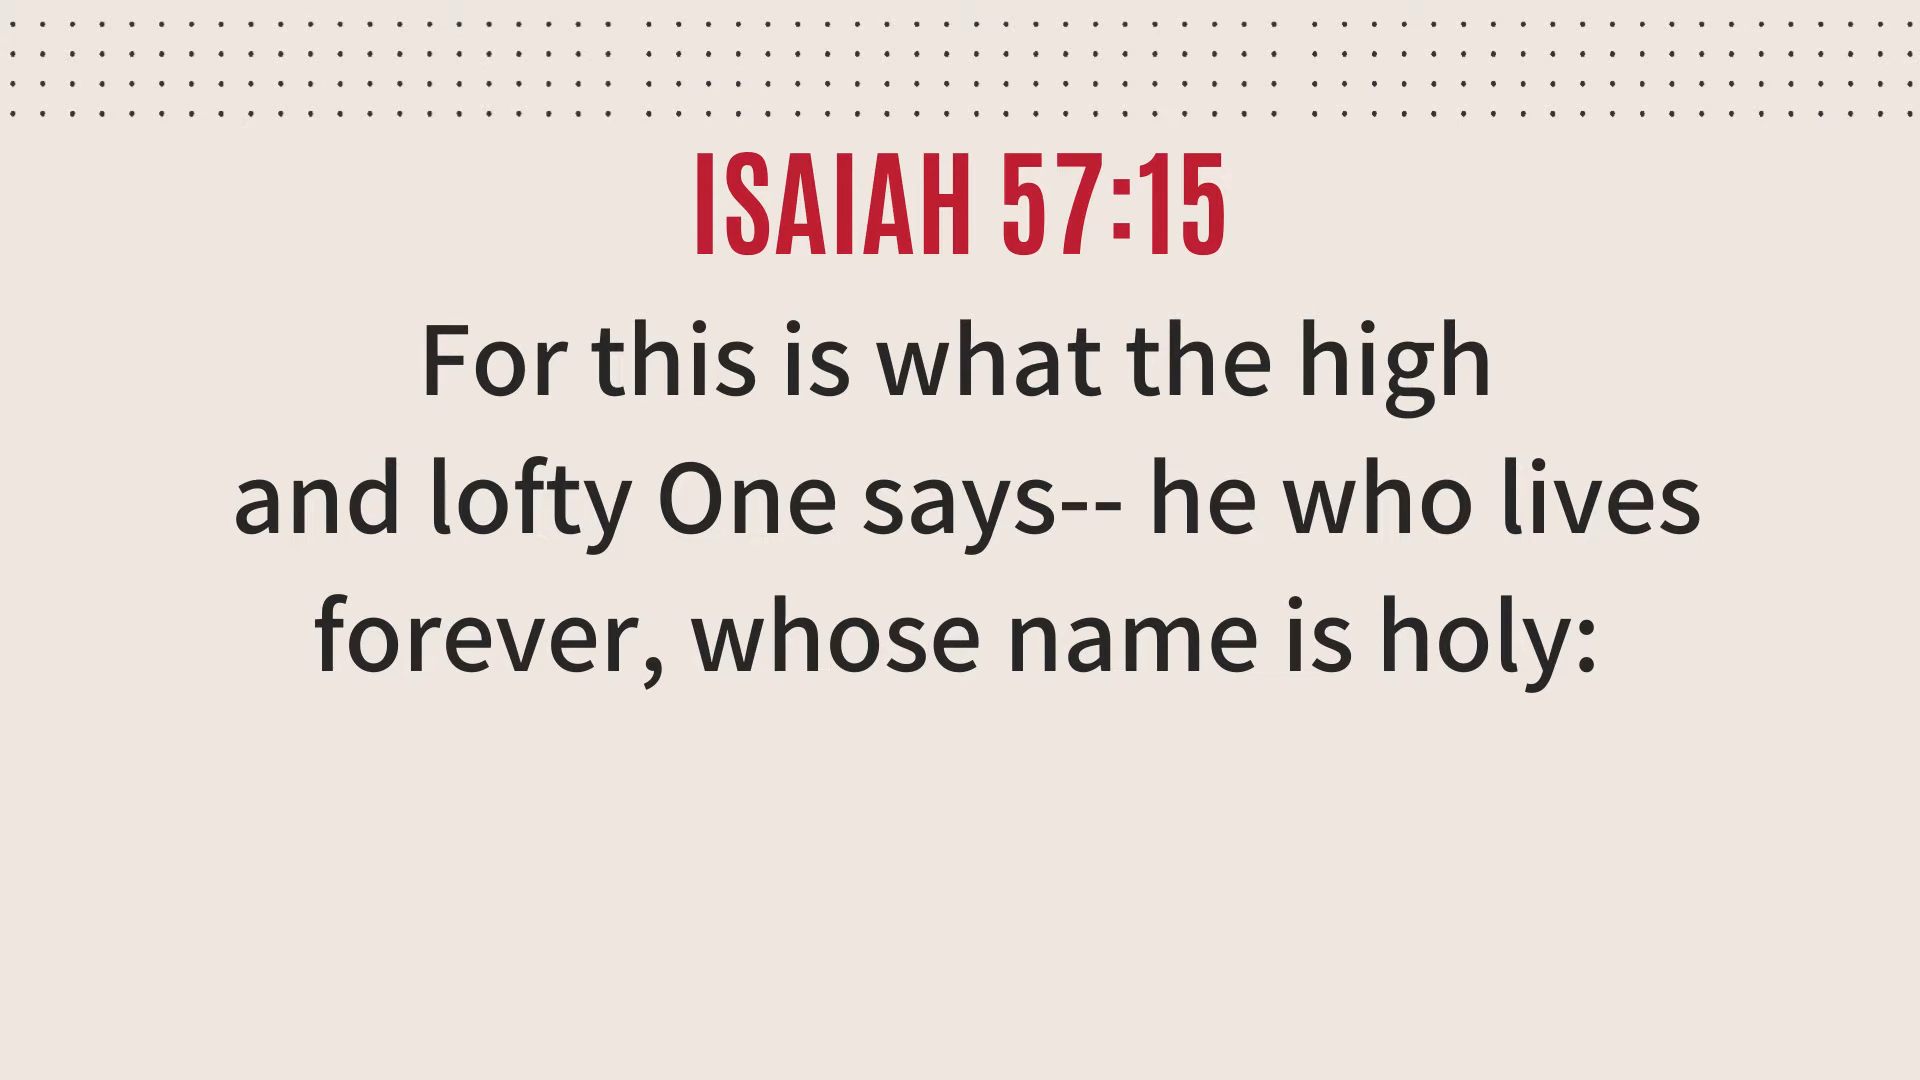 ISAIAH 57:15
For this is what the high
and lofty One says-- he who lives
forever, whose name is holy: